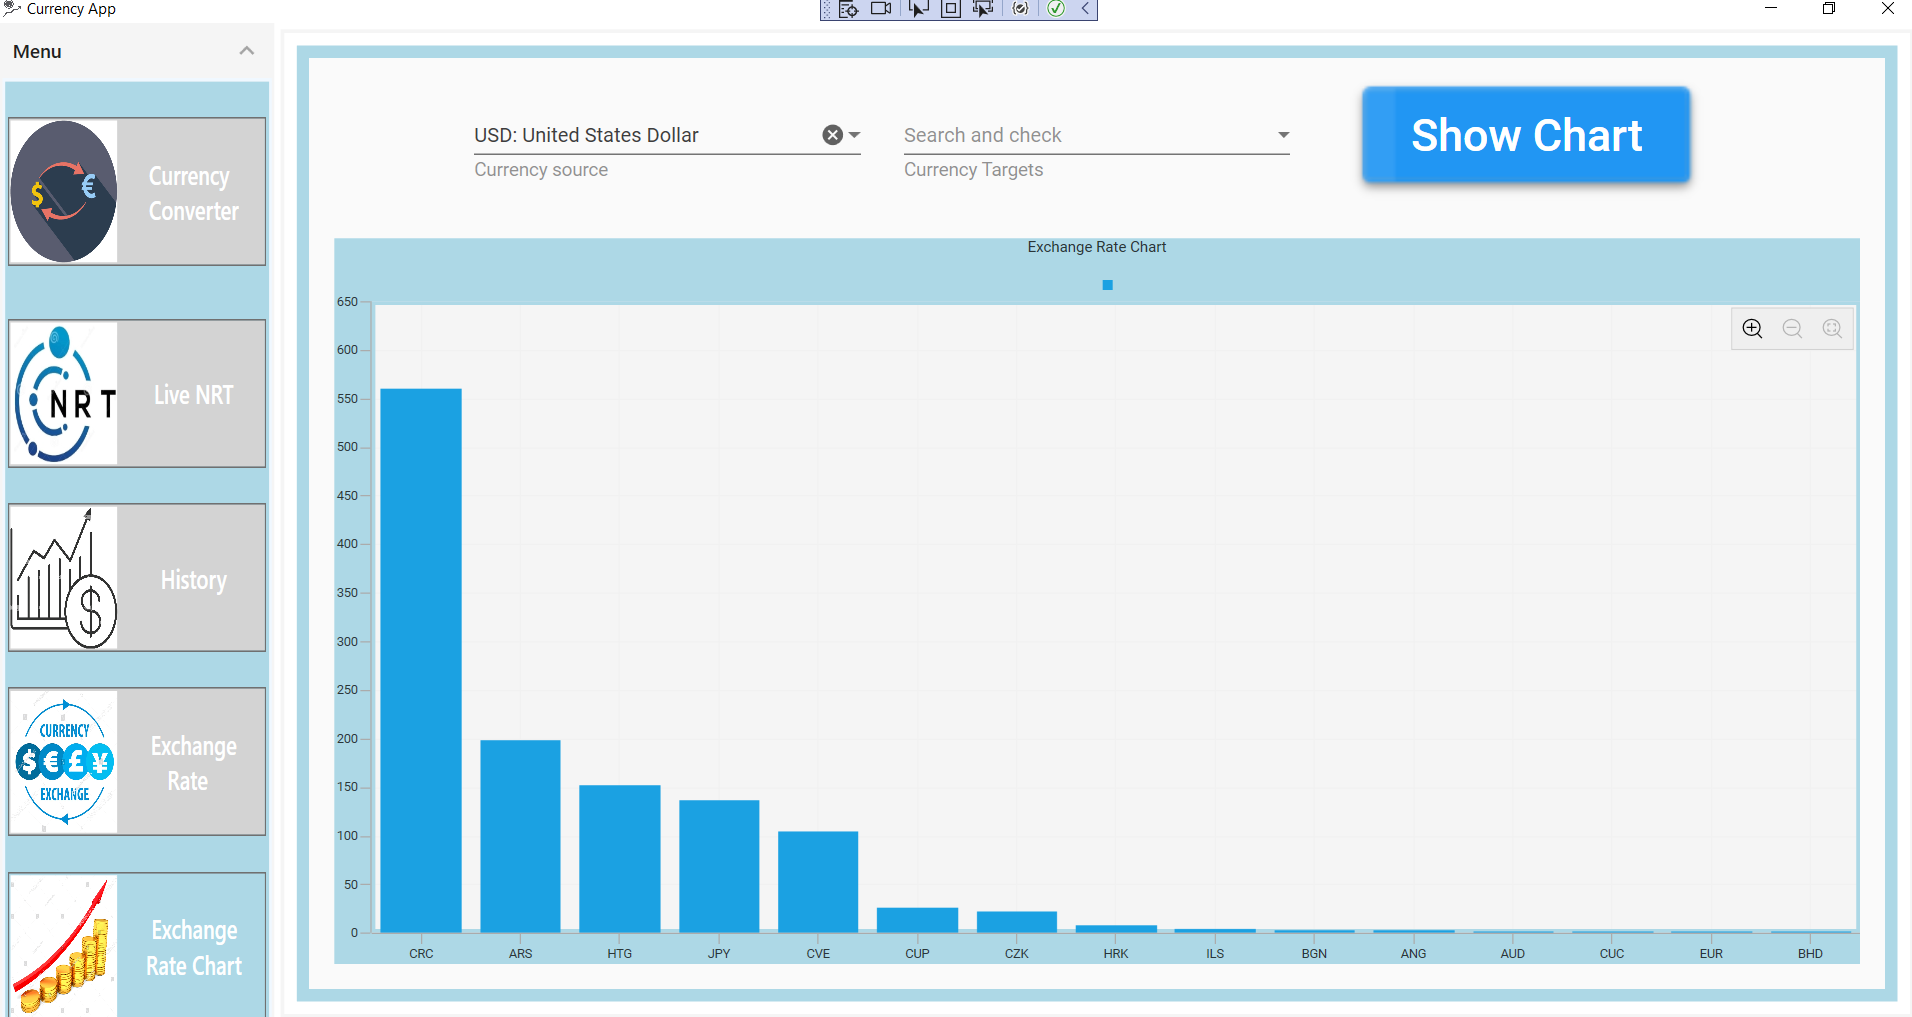 Currency App
Menu
Currency
Converter
NRT
Live NRT
History
CURRENCY
$ € £ ¥
EXCHANGE
Exchange
Rate
Exchange
Rate Chart
USD: United States Dollar
Currency source
Search and check
Currency Targets
Show Chart
Exchange Rate Chart
650
600
550
500
450
400
350
300
250
200
150
100
50
0
CRC ARS HTG JPY CVE CUP CZK HRK ILS BGN ANG AUD CUC EUR BHD